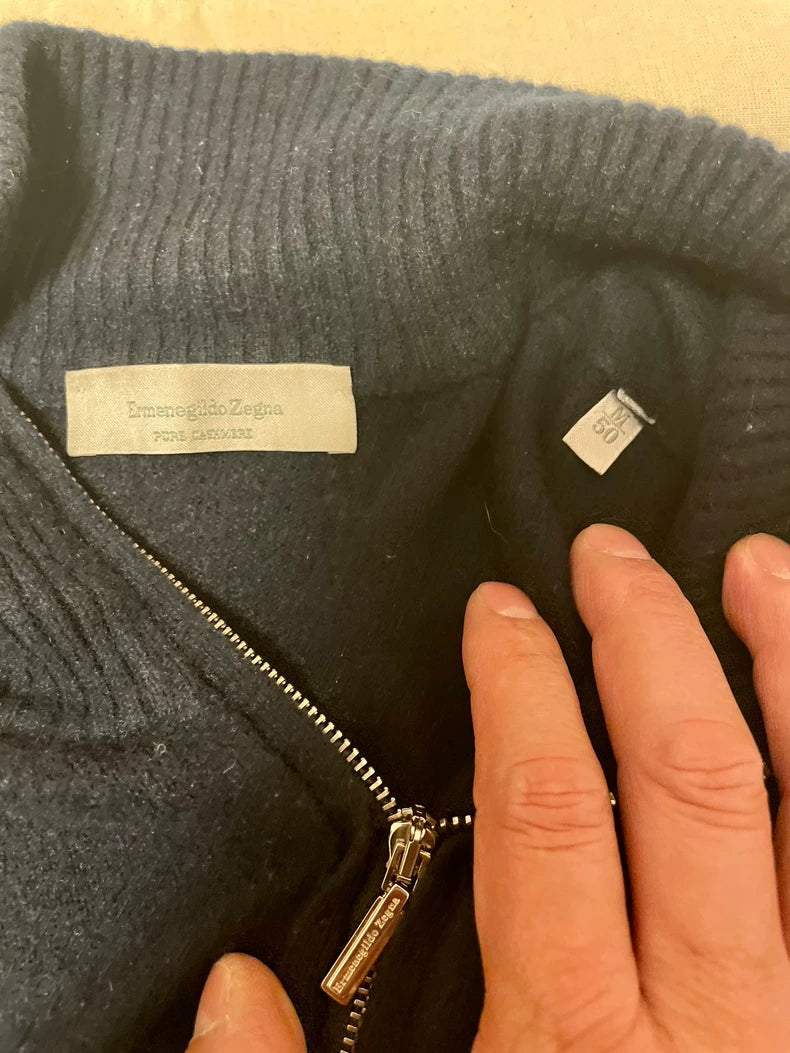 Ermenegildo Zegna
PURE CASHMERE
M
50
Ermenegildo Zegna